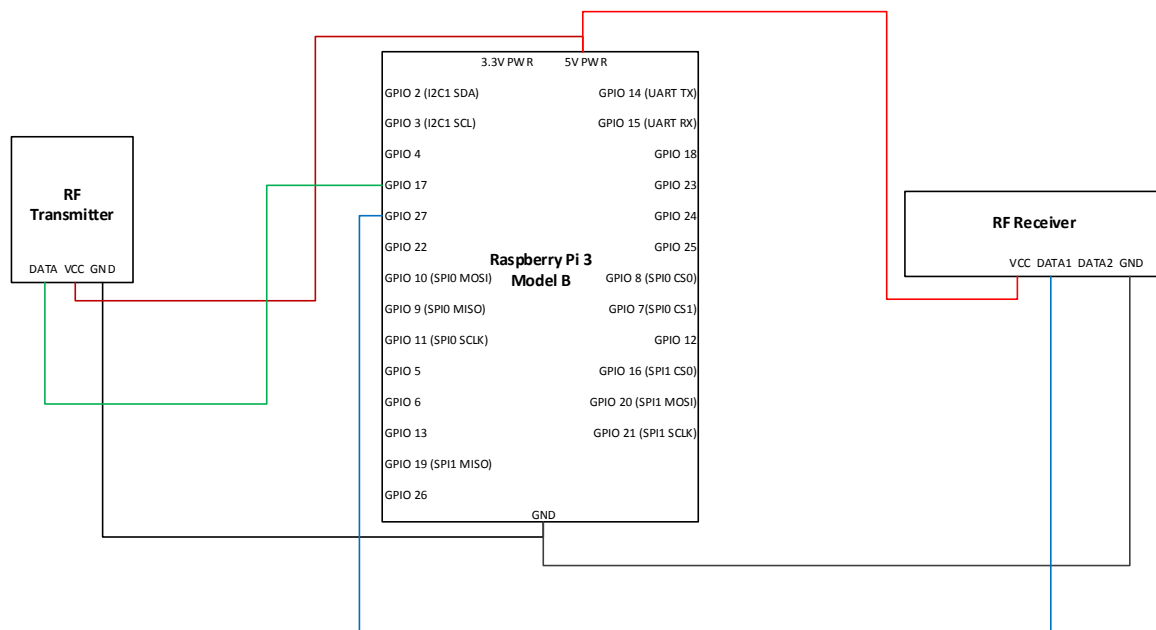 3.3V PWR 5V PWR
GPIO 2 (I2C1 SDA) GPIO 14 (UART TX)
GPIO 3 (I2C1 SCL) GPIO 15 (UART RX)
GPIO 4 GPIO 18
GPIO 17 GPIO 23
GPIO 27 GPIO 24
GPIO 22 GPIO 25
Raspberry Pi 3
Model B
GPIO 10 (SPI0 MOSI) GPIO 8 (SPI0 CS0)
GPIO 9 (SPI0 MISO) GPIO 7(SPI0 CS1)
GPIO 11 (SPI0 SCLK) GPIO 12
GPIO 5 GPIO 16 (SPI1 CS0)
GPIO 6 GPIO 20 (SPI1 MOSI)
GPIO 13 GPIO 21 (SPI1 SCLK)
GPIO 19 (SPI1 MISO)
GPIO 26
GND
RF
Transmitter
DATA VCC GND
RF Receiver
VCC DATA1 DATA2 GND